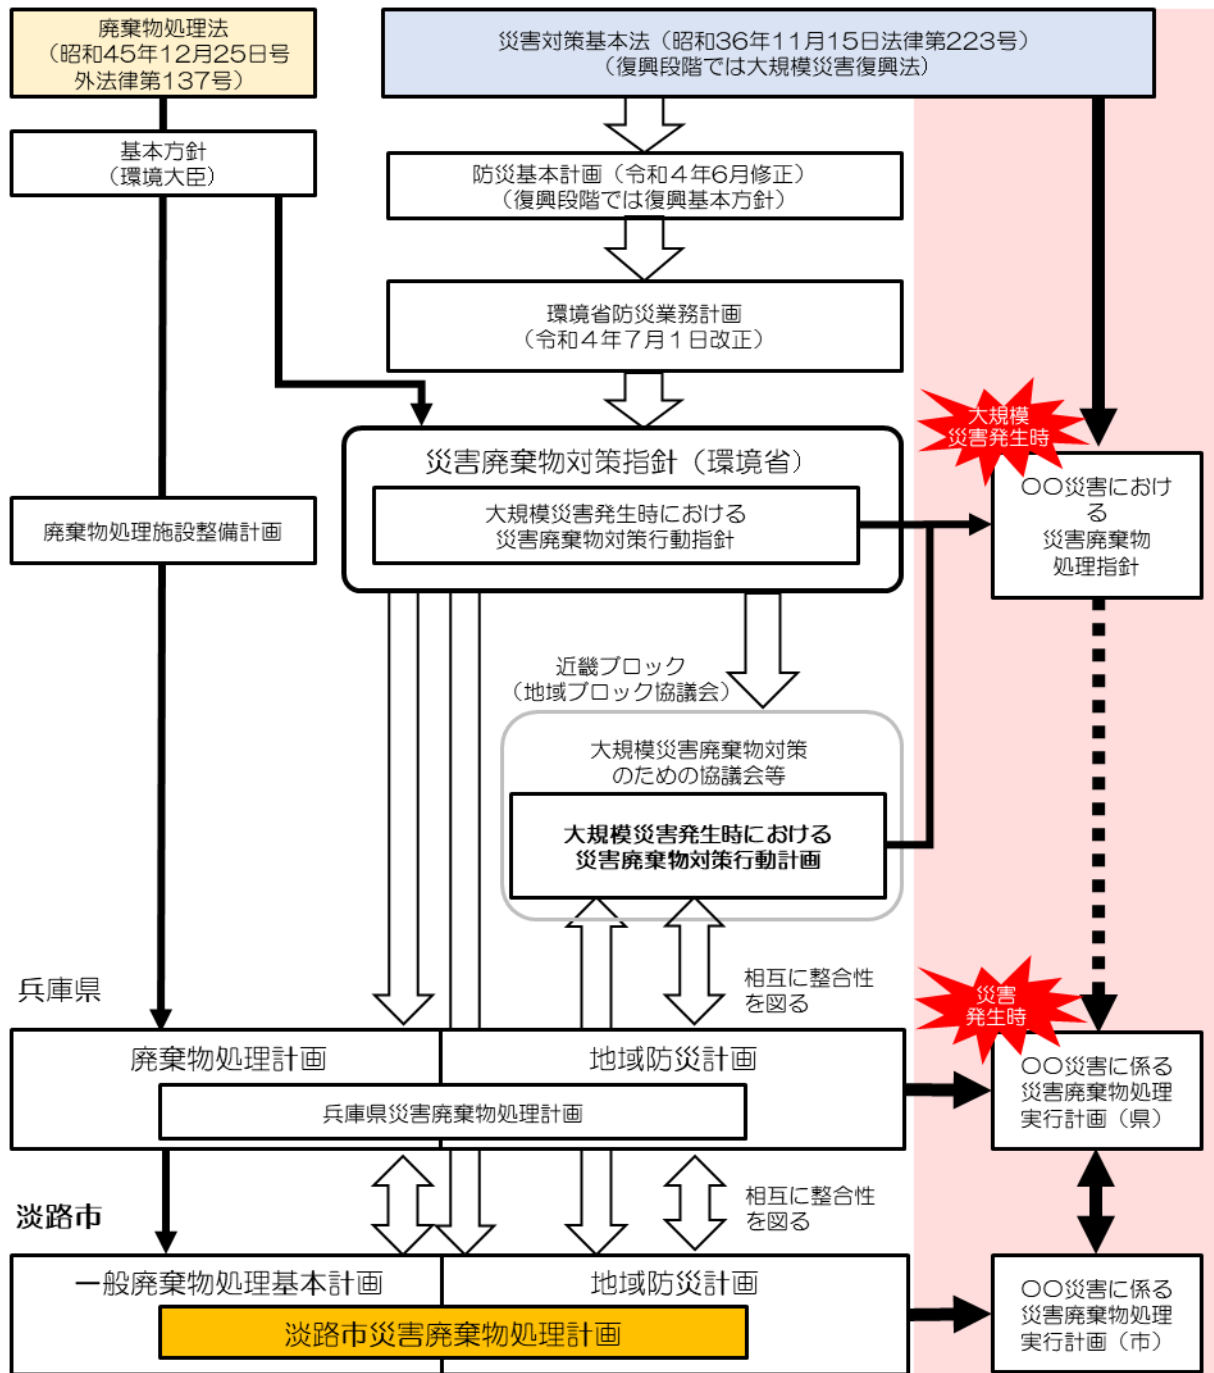 廃棄物処理法
（昭和45年12月25日号
外法律第137号）
災害対策基本法（昭和36年11月15日法律第223号）
（復興段階では大規模災害復興法）
基本方針
（環境大臣）
防災基本計画（令和４年6月修正）
（復興段階では復興基本方針）
環境省防災業務計画
（令和４年７月１日改正）
大規模
災害発生時
災害廃棄物対策指針（環境省）
大規模災害発生時における
災害廃棄物対策行動指針
〇〇災害におけ
る
災害廃棄物
処理指針
廃棄物処理施設整備計画
近畿ブロック
（地域ブロック協議会）
大規模災害廃棄物対策
のための協議会等
大規模災害発生時における
災害廃棄物対策行動計画
兵庫県
相互に整合性
を図る
災害
発生時
廃棄物処理計画
地域防災計画
兵庫県災害廃棄物処理計画
〇〇災害に係る
災害廃棄物処理
実行計画（県）
淡路市
相互に整合性
を図る
一般廃棄物処理基本計画
地域防災計画
淡路市災害廃棄物処理計画
〇〇災害に係る
災害廃棄物処理
実行計画（市）